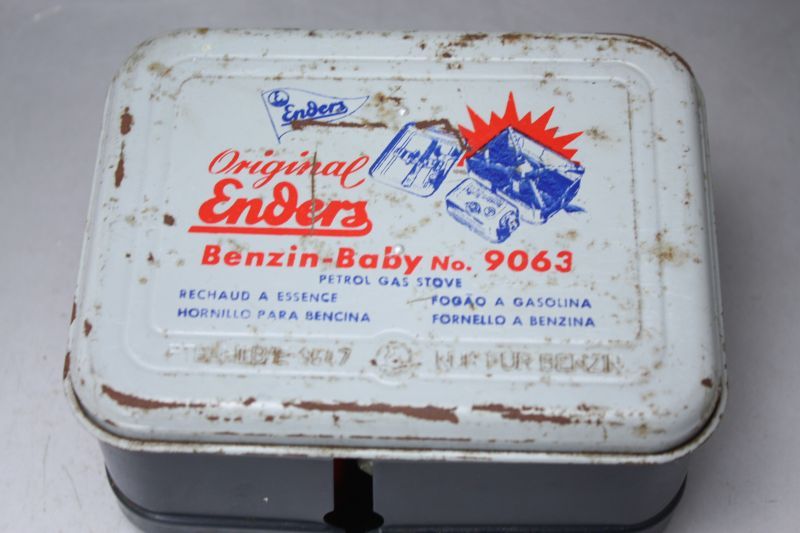 Enders
Original
Enders
Benzin-Baby No. 9063
PETROL GAS STOVE
RECHAUD A ESSENCE
FOGÃO A GASOLINA
HORNILLO PARA BENCINA
FORNELLO A BENZINA
NUR FÜR BENZIN